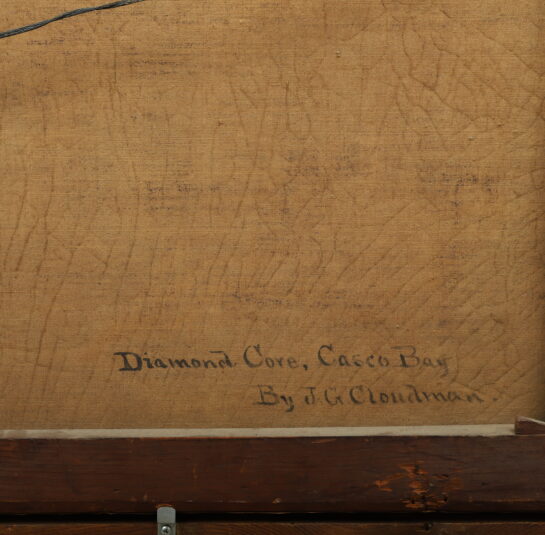 Diamond Cove, Casco Bay
By J. G. Cloudman.